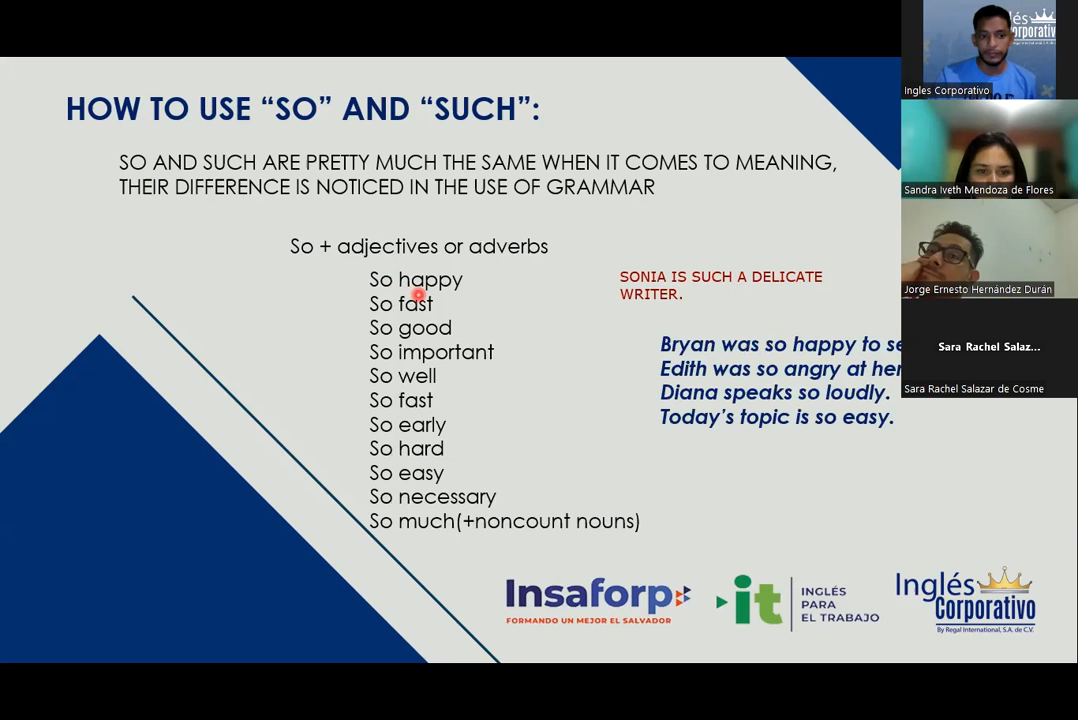 HOW TO USE “SO” AND “SUCH”:
SO AND SUCH ARE PRETTY MUCH THE SAME WHEN IT COMES TO MEANING,
THEIR DIFFERENCE IS NOTICED IN THE USE OF GRAMMAR
So + adjectives or adverbs
So happy
So fast
So good
So important
So well
So fast
So early
So hard
So easy
So necessary
So much(+noncount nouns)
SONIA IS SUCH A DELICATE
WRITER.
Bryan was so happy to
Edith was so angry at
Diana speaks so loudly.
Today’s topic is so easy.
Insaforp
FORMANDO UN MEJOR EL SALVADOR
it
INGLÉS
PARA
EL TRABAJO
Inglés
Corporativo
By Regal International, S.A. de C.V.
Ingles Corporativo
Sandra Iveth Mendoza de Flores
Jorge Ernesto Hernández Durán
Sara Rachel Salaz...
Sara Rachel Salazar de Cosme